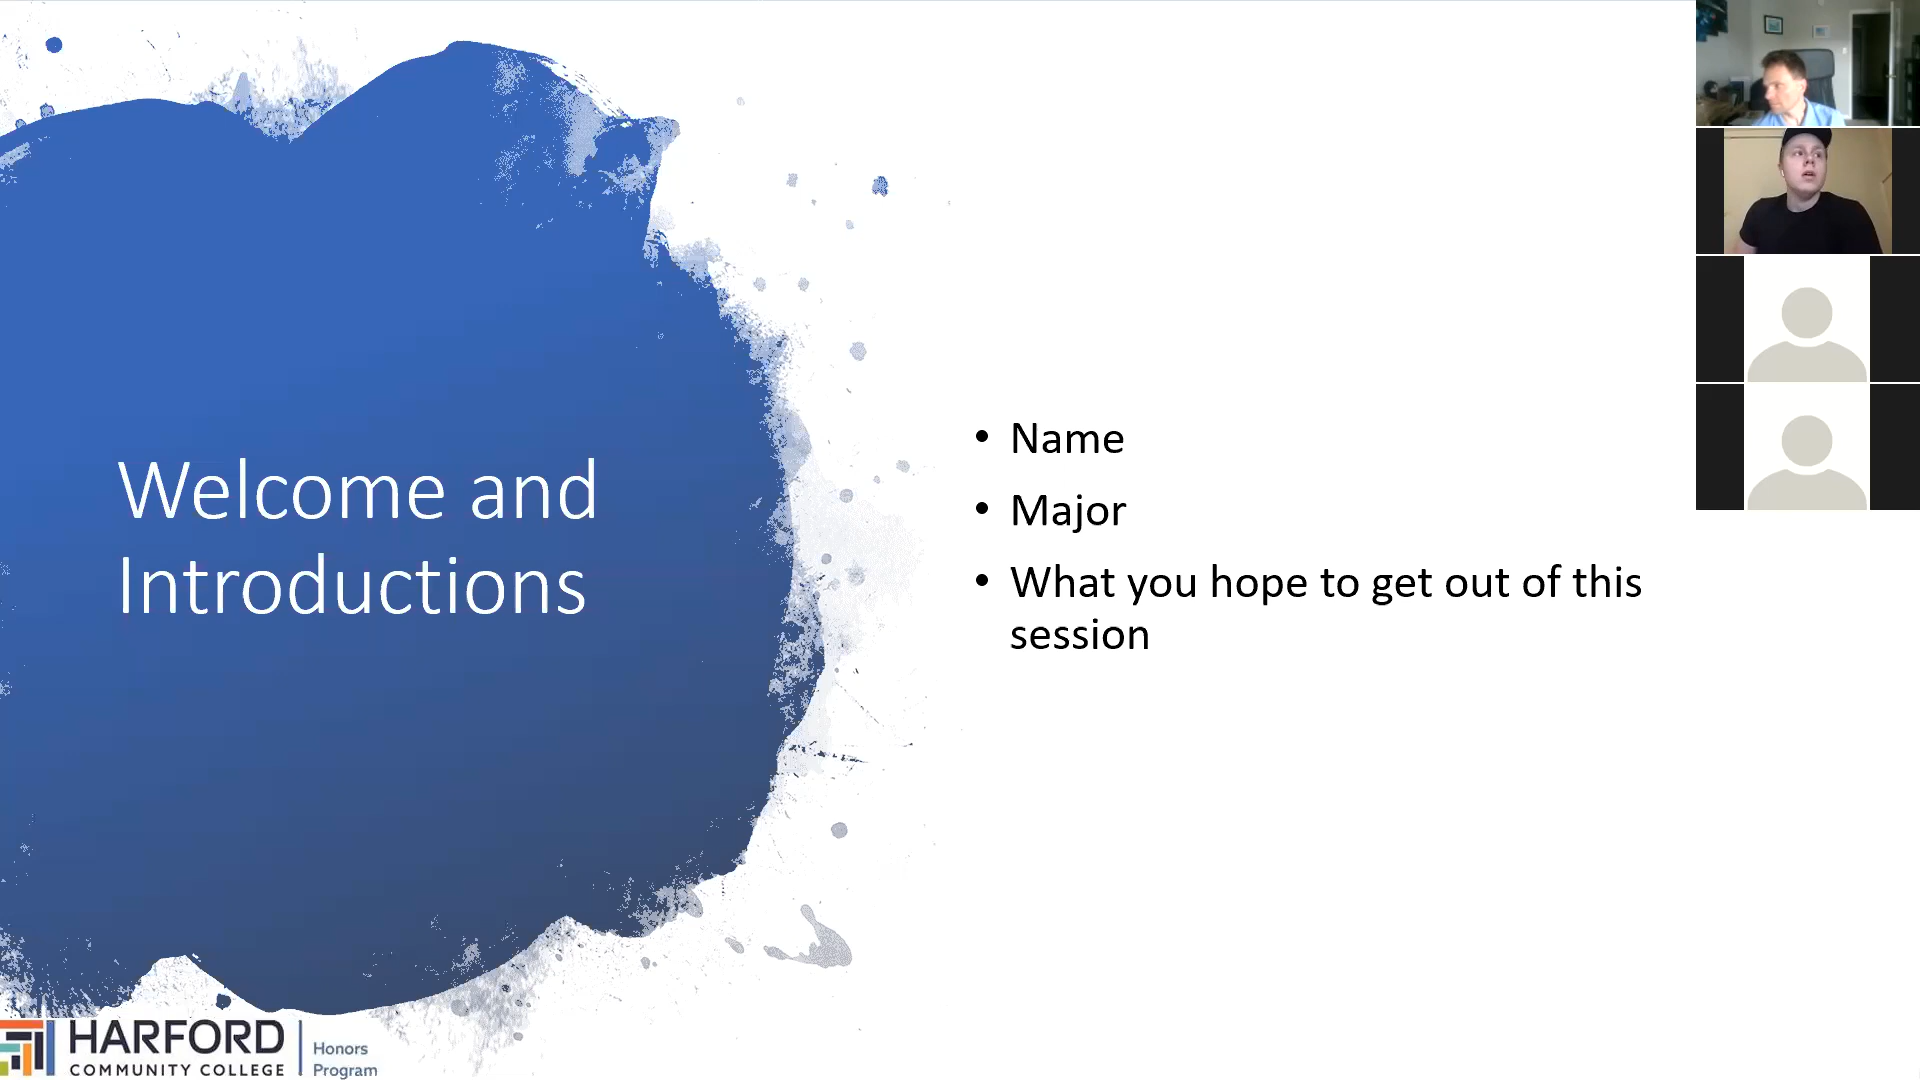 Welcome and
Introductions
• Name
• Major
• What you hope to get out of this
session
HARFORD
COMMUNITY COLLEGE
Honors
Program